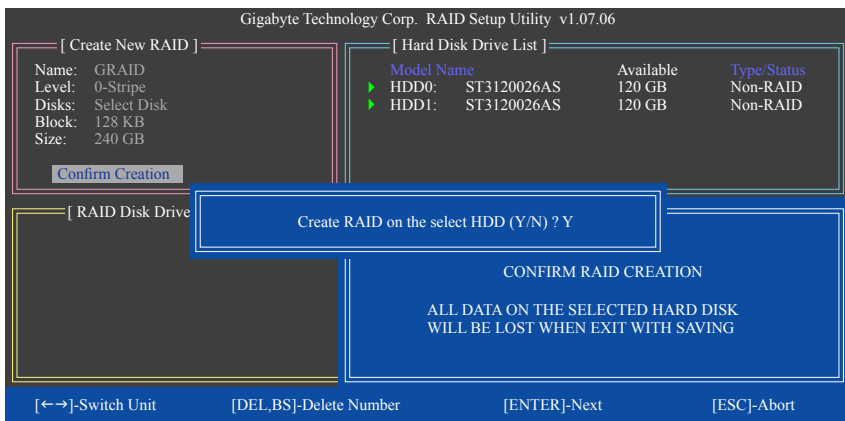 Gigabyte Technology Corp. RAID Setup Utility v1.07.06
[ Create New RAID ]
Name: GRAID
Level: 0-Stripe
Disks: Select Disk
Block: 128 KB
Size: 240 GB
Confirm Creation
[ Hard Disk Drive List ]
Model Name Available Type/Status
HDD0: ST3120026AS 120 GB Non-RAID
HDD1: ST3120026AS 120 GB Non-RAID
[ RAID Disk Drive
Create RAID on the select HDD (Y/N) ? Y
CONFIRM RAID CREATION
ALL DATA ON THE SELECTED HARD DISK
WILL BE LOST WHEN EXIT WITH SAVING
[←→]-Switch Unit [DEL,BS]-Delete Number [ENTER]-Next [ESC]-Abort